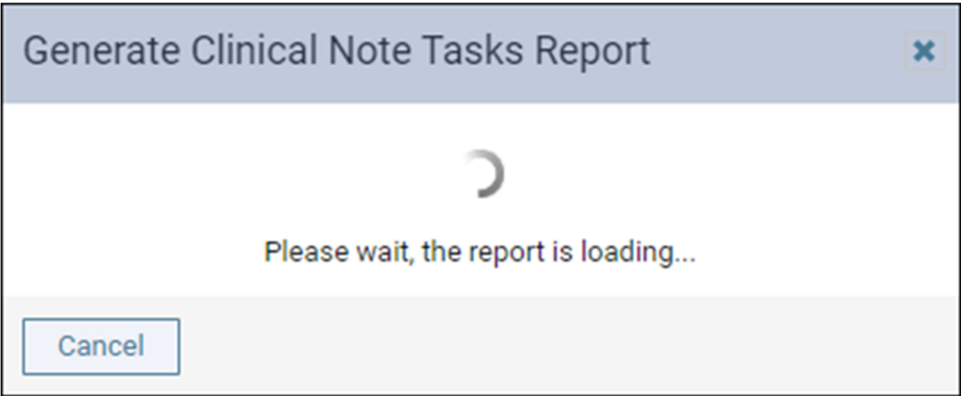 Generate Clinical Note Tasks Report
Please wait, the report is loading...
Cancel